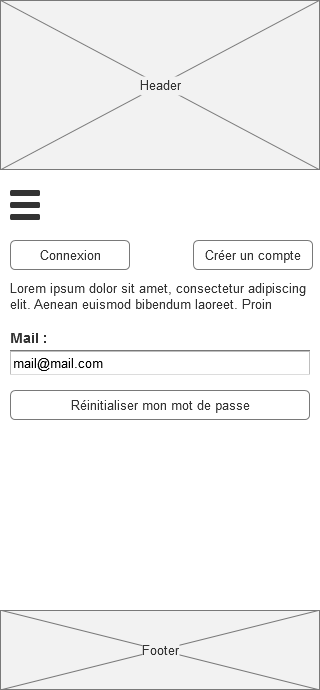 Header
Connexion
Créer un compte
Lorem ipsum dolor sit amet, consectetur adipiscing
elit. Aenean euismod bibendum laoreet. Proin
Mail :
mail@mail.com
Réinitialiser mon mot de passe
Footer